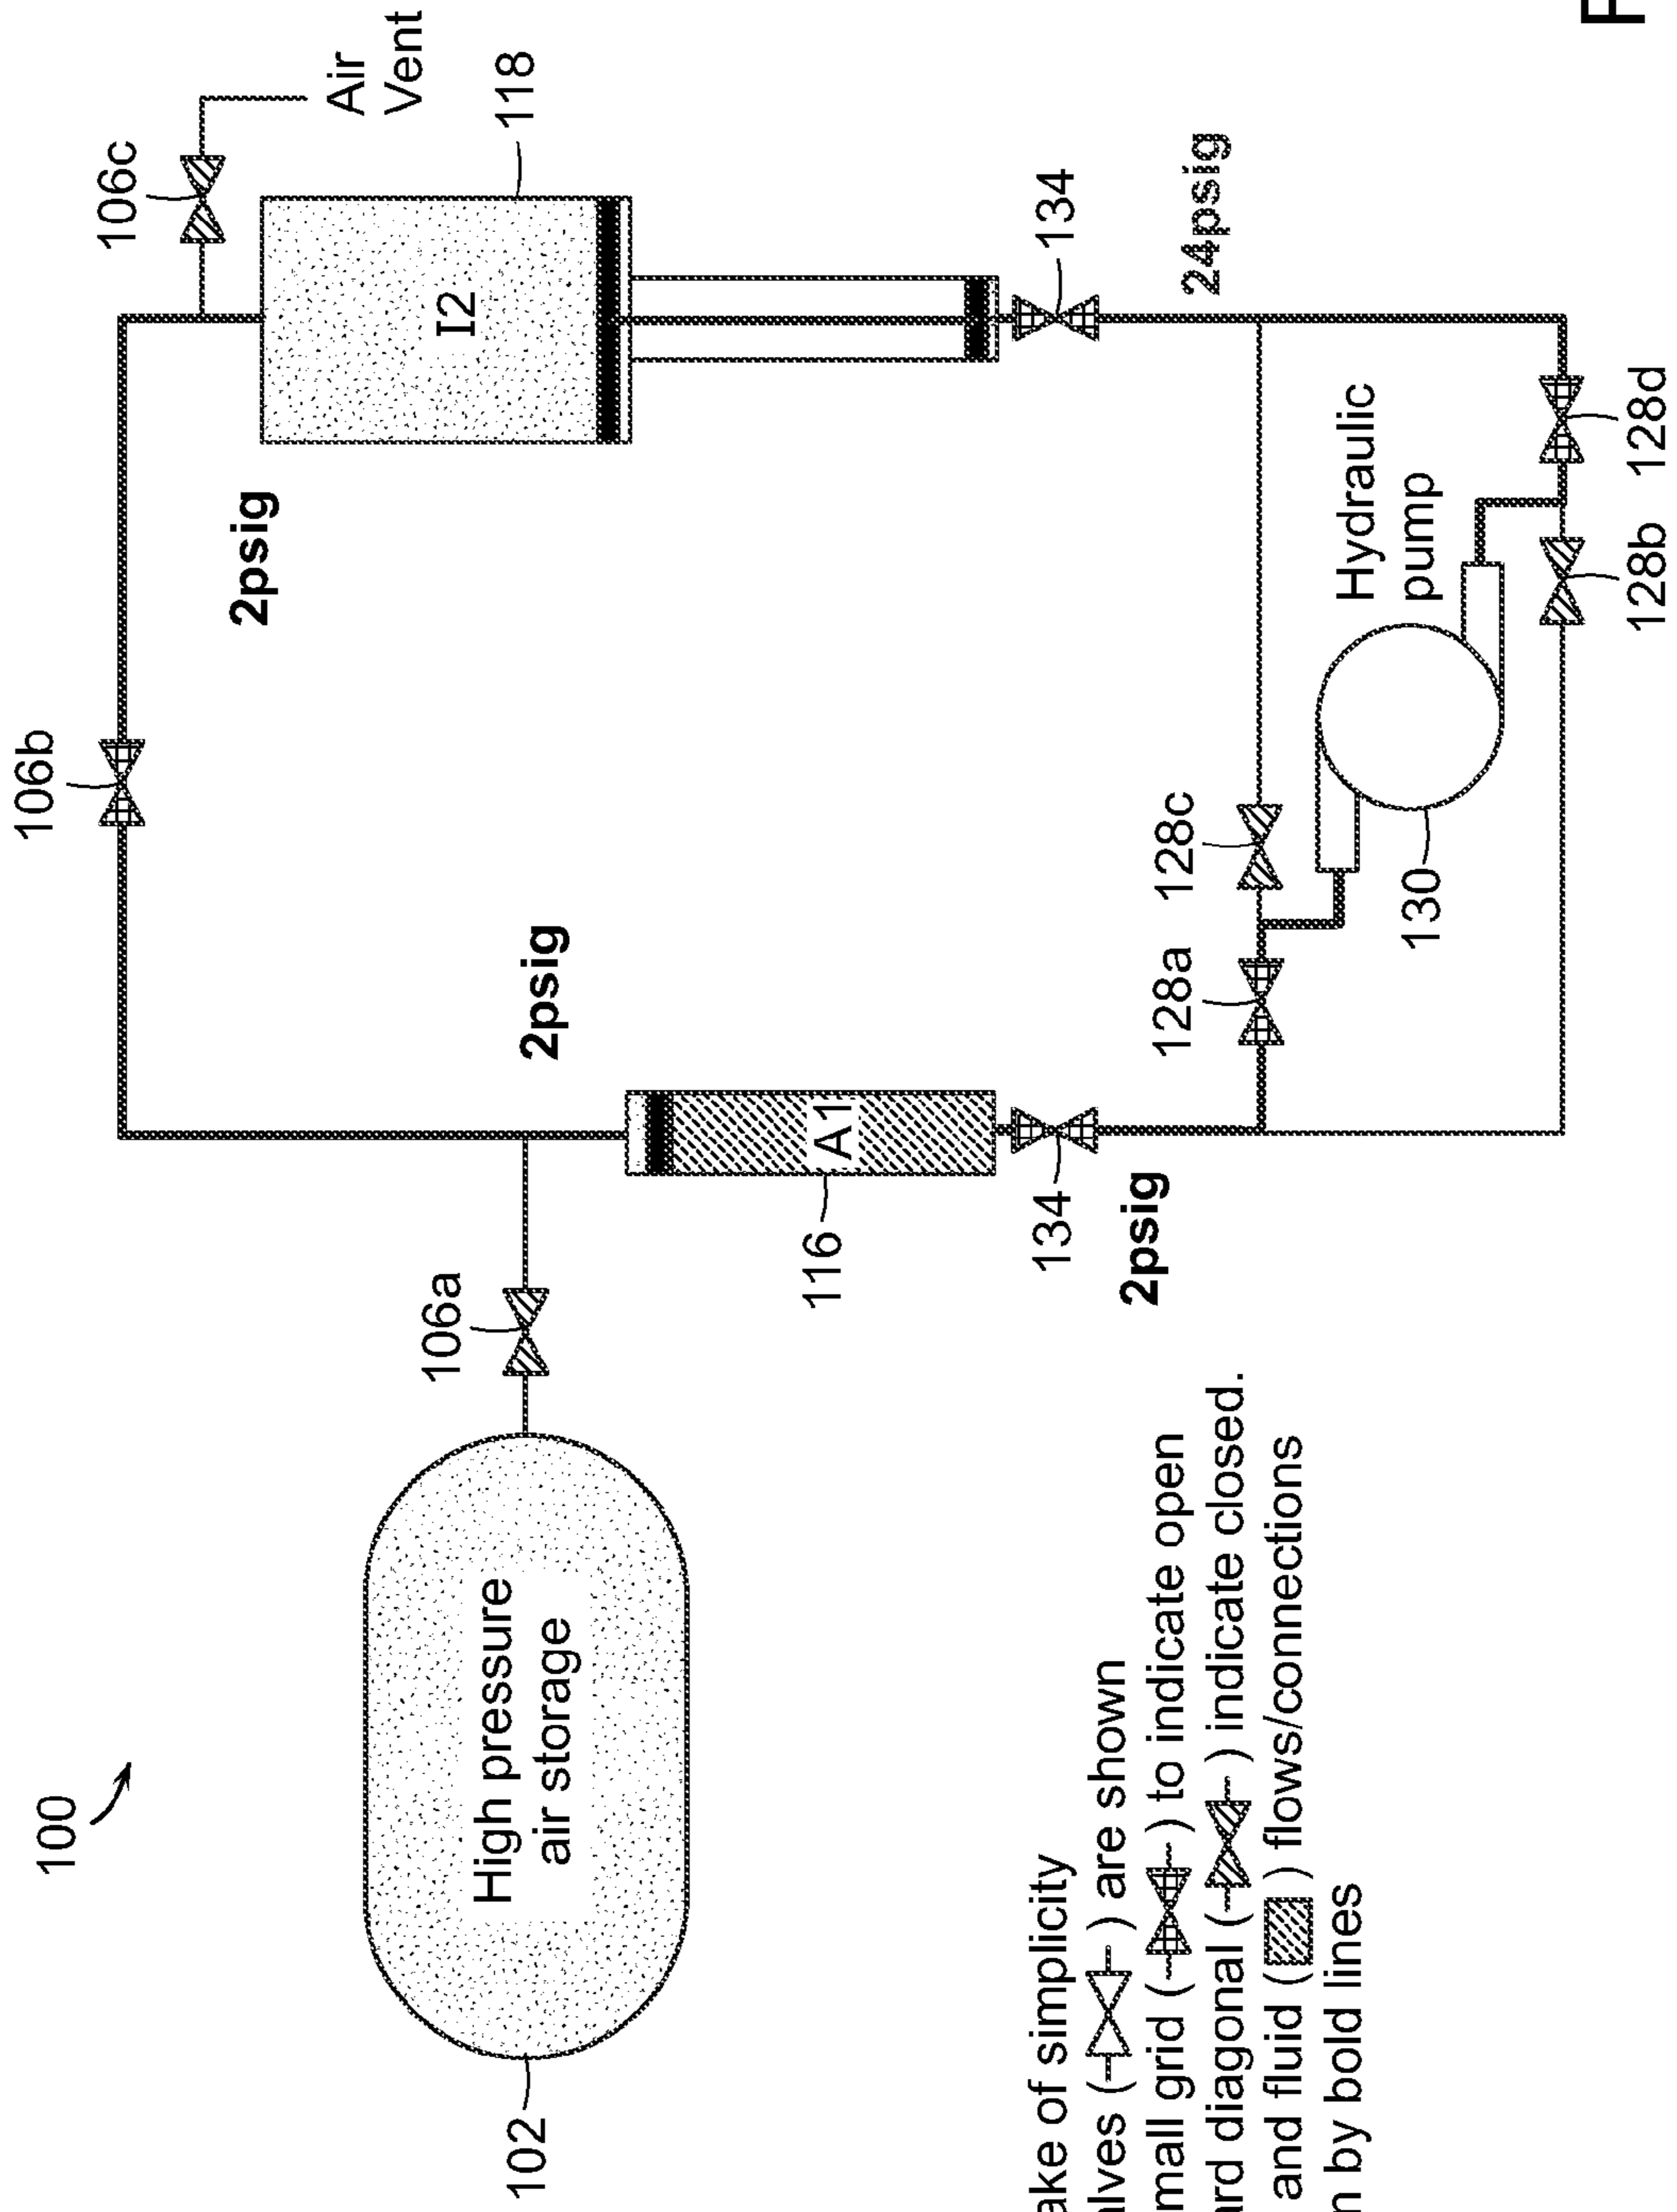 100
102
High pressure
air storage
106a
106b
106c
Air
Vent
2psig
2psig
I2
118
A1
116
134
134
2psig
24psig
128a
128c
Hydraulic
pump
130
128b
128d
ake of simplicity
alves ( ) are shown
mall grid ( ) to indicate open
ard diagonal ( ) indicate closed.
and fluid ( ) flows/connections
n by bold lines
F